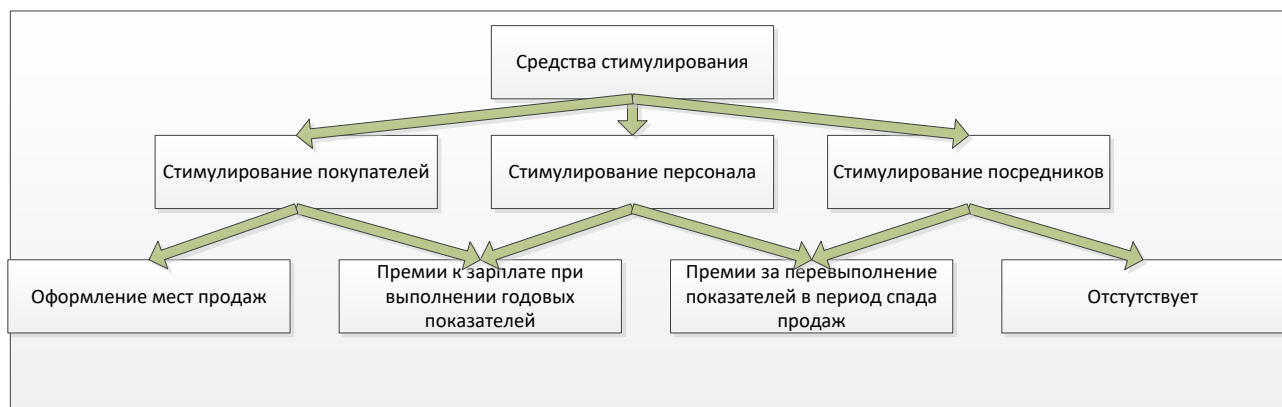 Средства стимулирования
Стимулирование покупателей
Стимулирование персонала
Стимулирование посредников
Оформление мест продаж
Премии к зарплате при
выполнении годовых
показателей
Премии за перевыполнение
показателей в период спада
продаж
Отстутствует